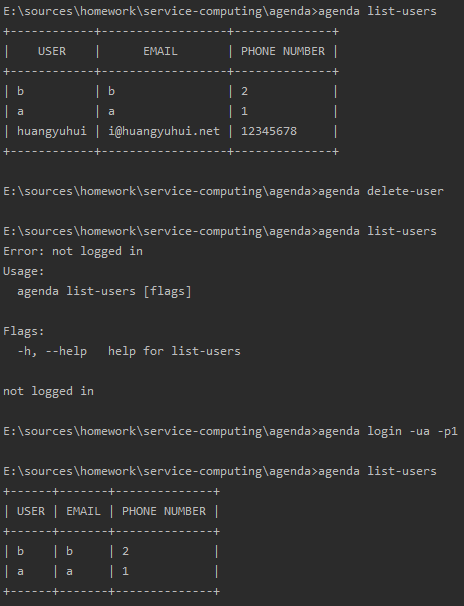 E:\sources\homework\service-computing\agenda>agenda list-users
+------------+------------------+--------------+
|    USER    |      EMAIL       | PHONE NUMBER |
+------------+------------------+--------------+
| b          | b                | 2            |
| a          | a                | 1            |
| huangyuhui | i@huangyuhui.net | 12345678     |
+------------+------------------+--------------+
E:\sources\homework\service-computing\agenda>agenda delete-user
E:\sources\homework\service-computing\agenda>agenda list-users
Error: not logged in
Usage:
  agenda list-users [flags]
Flags:
  -h, --help   help for list-users
not logged in
E:\sources\homework\service-computing\agenda>agenda login -ua -p1
E:\sources\homework\service-computing\agenda>agenda list-users
+------+-------+--------------+
| USER | EMAIL | PHONE NUMBER |
+------+-------+--------------+
| b    | b     | 2            |
| a    | a     | 1            |
+------+-------+--------------+